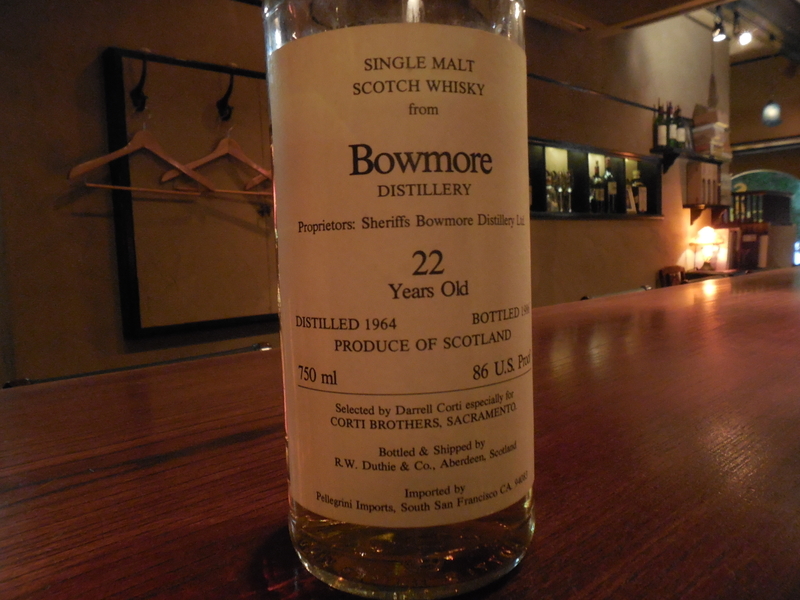 SINGLE MALT
SCOTCH WHISKY
from
Bowmore
DISTILLERY
Proprietors: Sheriffs Bowmore Distillery Ltd.
22
Years Old
DISTILLED 1964 BOTTLED
PRODUCE OF SCOTLAND
750 ml 86 U.S.
Selected by Darrell Corti especially for
CORTI BROTHERS, SACRAMENTO.
Bottled & Shipped by
R.W. Duthie & Co., Aberdeen, Scotland
Imported by
Pellegrini Imports, South San Francisco CA